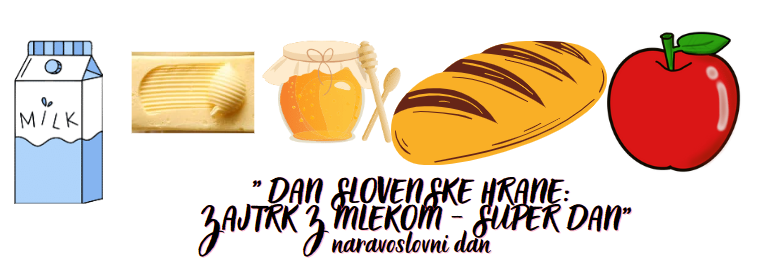 MILK
" DAN SLOVENSKE HRANE:
ZAJTRK Z MLEKOM - SUPER DAN"
naravoslovni dan